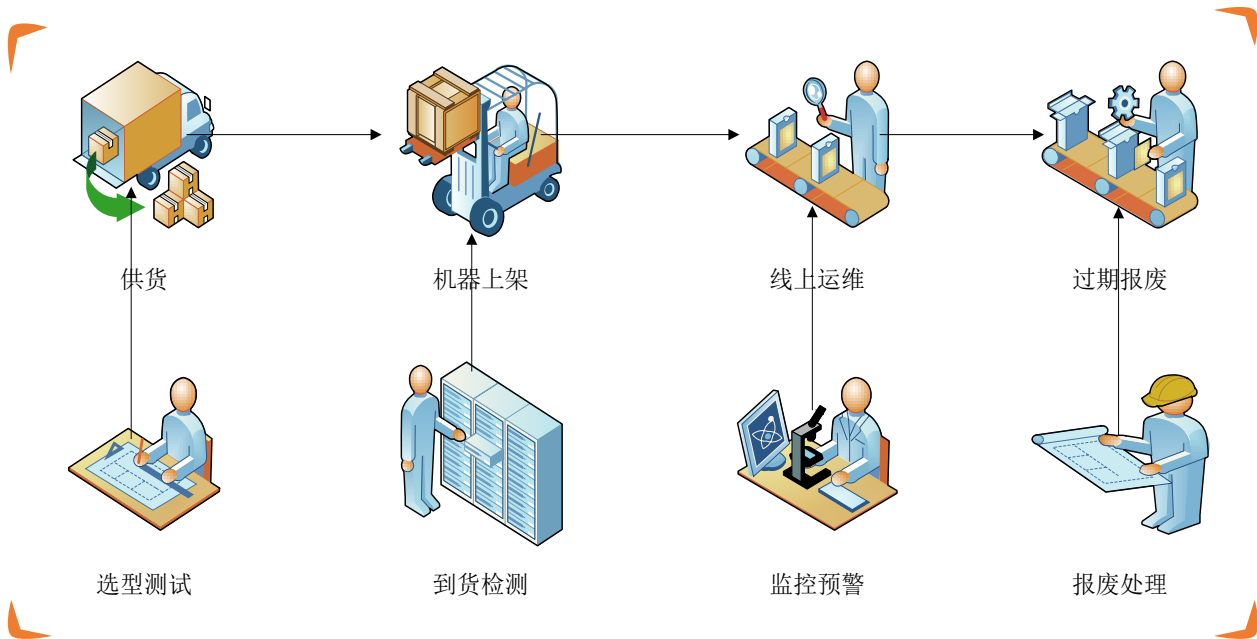 供货
机器上架
线上运维
过期报废
选型测试
到货检测
监控预警
报废处理